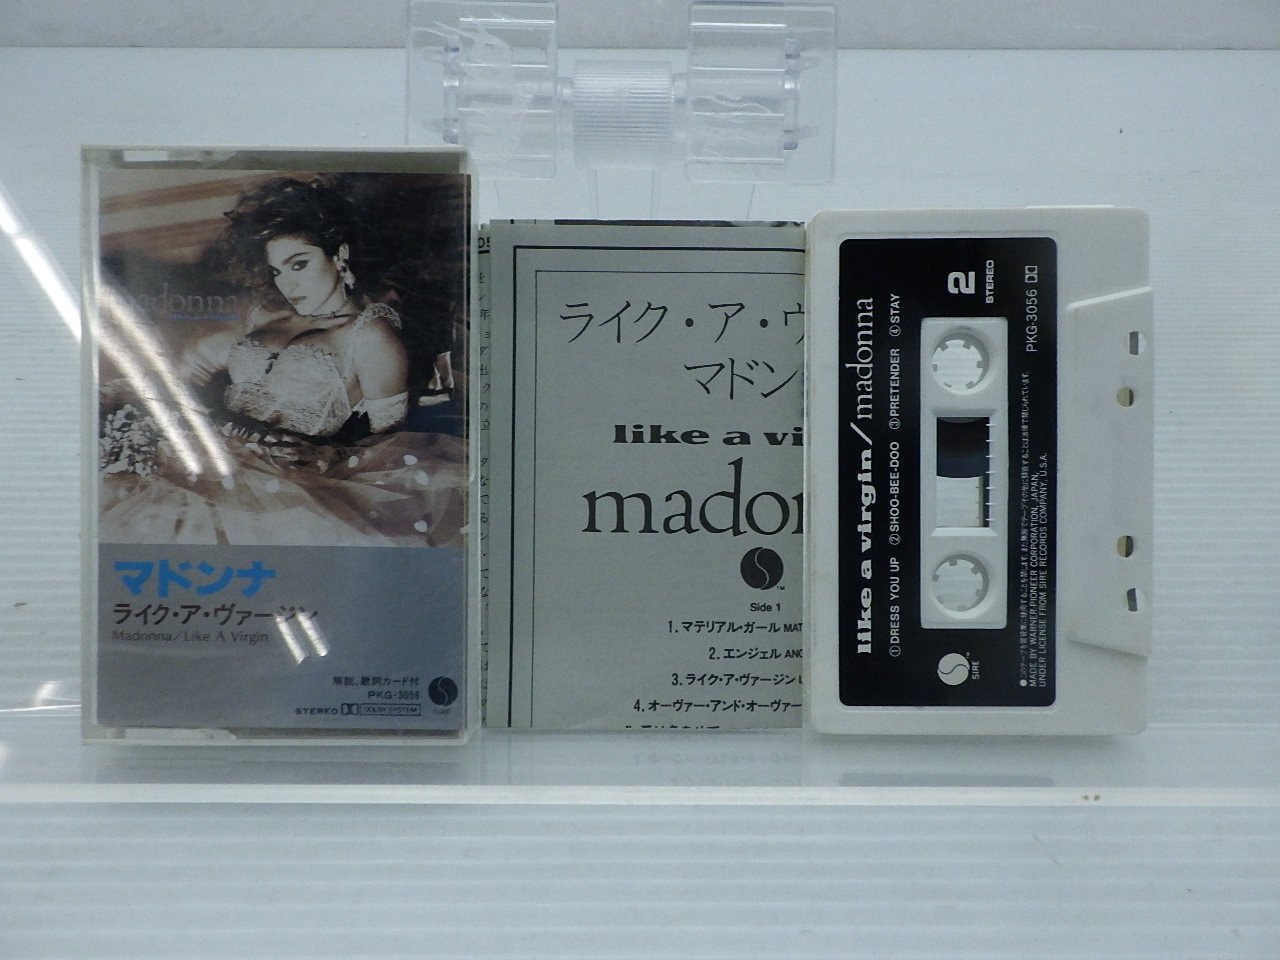 madonna
マドンナ
ライク・ア・ヴァージン
Madonna/Like A Virgin
解説、歌詞カード付
PKG-3056
STEREO DOLBY SYSTEM
SIRE
ライク・ア・ヴ
マドン
like a vi
madon
Side 1
1.マテリアル・ガール MAT
2.エンジェル ANG
3.ライク・ア・ヴァージン L
4.オーヴァー・アンド・オーヴァー
2
STEREO
like a virgin/madonna
PKG-3056
①DRESS YOU UP ②SHOO-BEE-DOO ③PRETENDER ④STAY
SIRE
MADE BY WARNER-PIONEER CORPORATION, JAPAN,
UNDER LICENSE FROM SIRE RECORDS COMPANY, U.S.A.